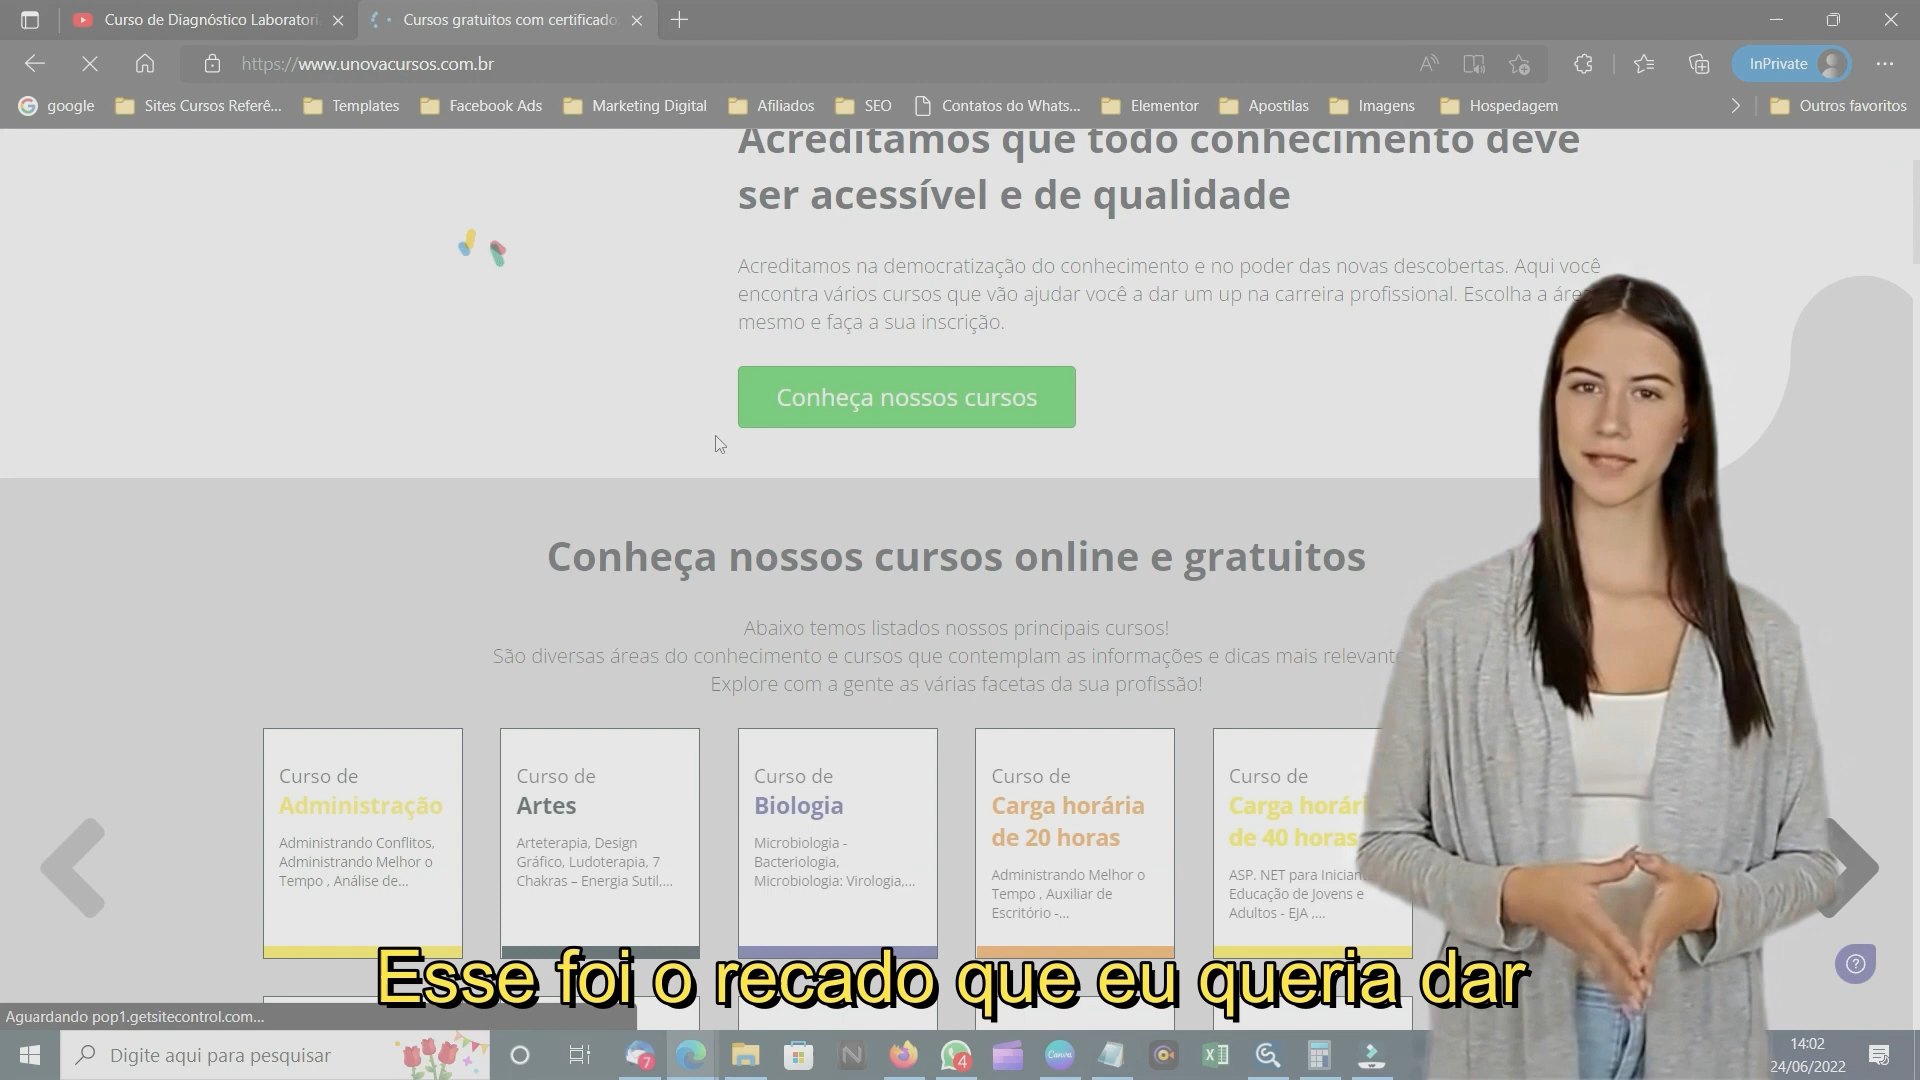 Curso de Diagnóstico Laboratori
Cursos gratuitos com certificado
https://www.unovacursos.com.br
InPrivate
google
Sites Cursos Referê...
Templates
Facebook Ads
Marketing Digital
Afiliados
SEO
Contatos do Whats...
Elementor
Apostilas
Imagens
Hospedagem
Outros favoritos
Acreditamos que todo conhecimento deve
ser acessível e de qualidade
Acreditamos na democratização do conhecimento e no poder das novas descobertas. Aqui você
encontra vários cursos que vão ajudar você a dar um up na carreira profissional. Escolha a áre
mesmo e faça a sua inscrição.
Conheça nossos cursos
Conheça nossos cursos online e gratuitos
Abaixo temos listados nossos principais cursos!
São diversas áreas do conhecimento e cursos que contemplam as informações e dicas mais relevante
Explore com a gente as várias facetas da sua profissão!
Curso de
Administração
Administrando Conflitos,
Administrando Melhor o
Tempo , Análise de...
Curso de
Artes
Arteterapia, Design
Gráfico, Ludoterapia, 7
Chakras – Energia Sutil,...
Curso de
Biologia
Microbiologia -
Bacteriologia,
Microbiologia: Virologia,...
Curso de
Carga horária
de 20 horas
Administrando Melhor o
Tempo , Auxiliar de
Escritório -...
Curso de
Carga horári
de 40 horas
ASP. NET para Inician
Educação de Jovens e
Adultos - EJA ,...
Esse foi o recado que eu queria dar
Aguardando pop1.getsitecontrol.com...
Digite aqui para pesquisar
7
4
Canva
14:02
24/06/2022